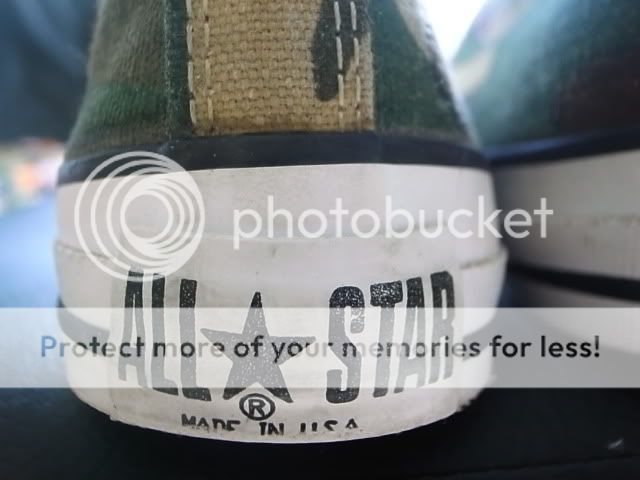 photobucket
ALL ★ STAR
Protect more of your memories for less!
®
MADE IN U.S.A.